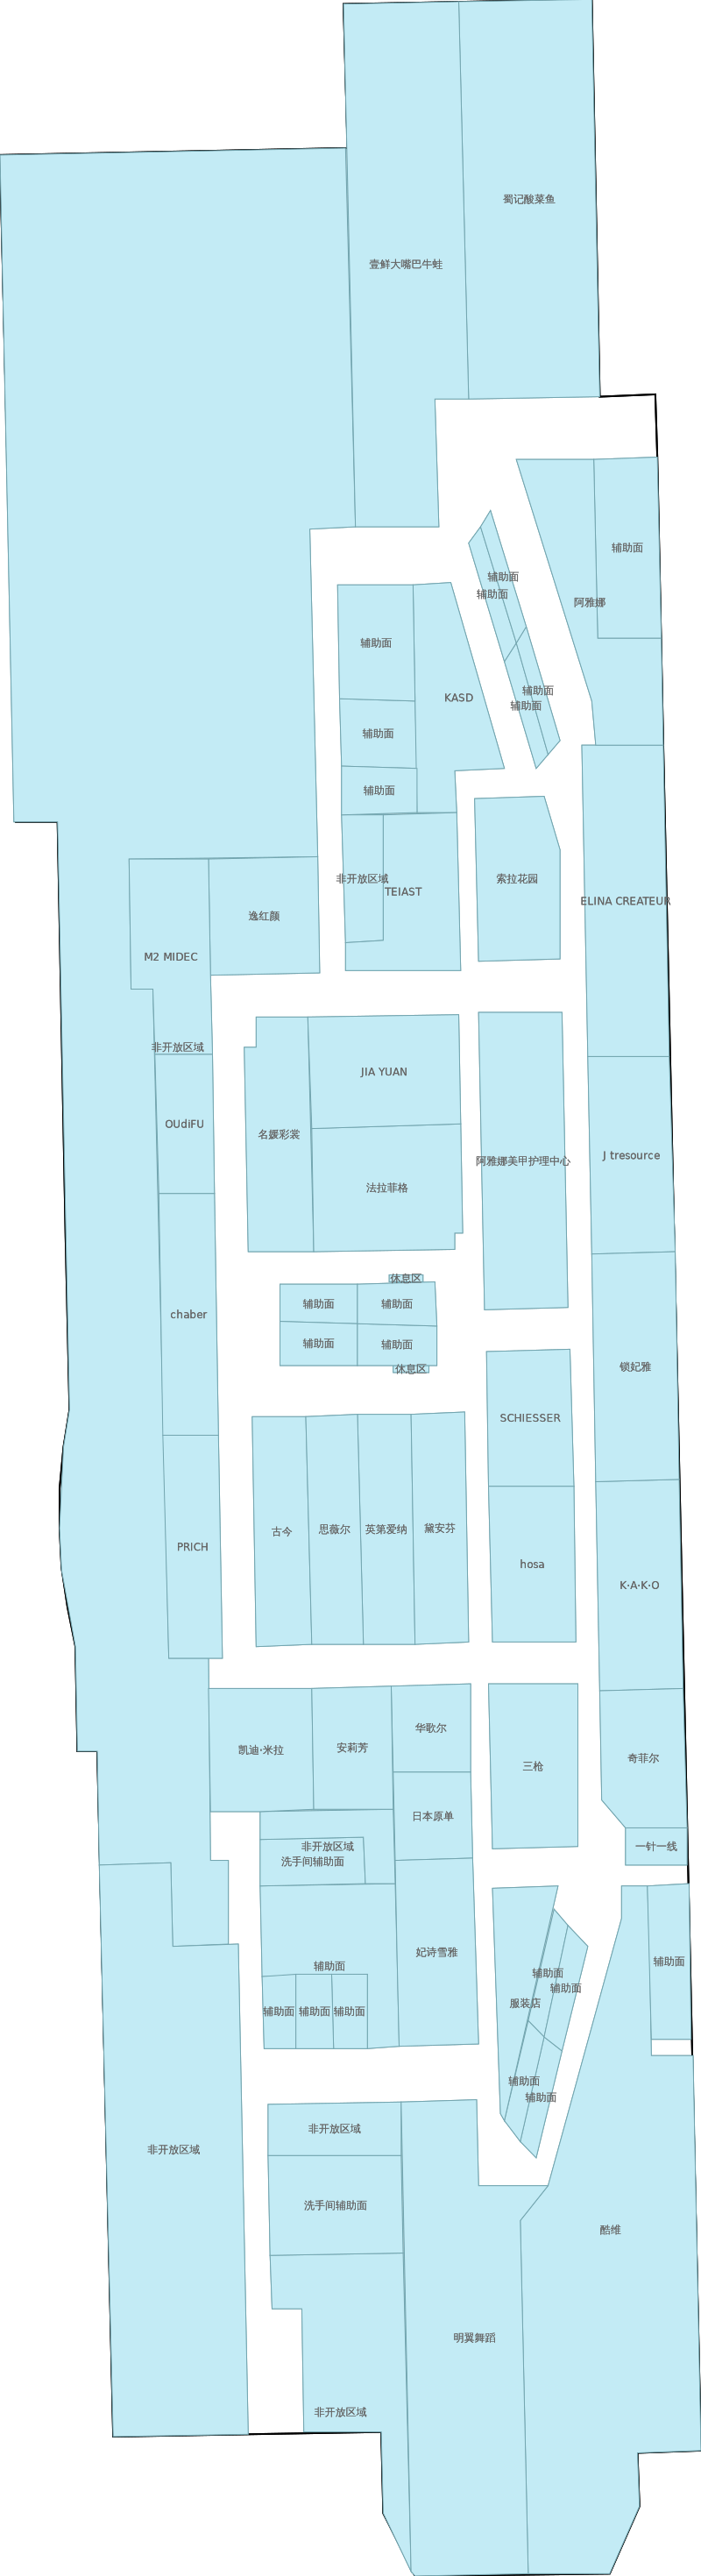 蜀记酸菜鱼
壹鲜大嘴巴牛蛙
辅助面
辅助面
辅助面
阿雅娜
辅助面
KASD
辅助面
辅助面
辅助面
辅助面
非开放区域
索拉花园
TEIAST
ELINA CREATEUR
逸红颜
M2 MIDEC
非开放区域
JIA YUAN
OUdiFU
名媛彩裳
J tresource
阿雅娜美甲护理中心
法拉菲格
休息区
辅助面
辅助面
chaber
辅助面
辅助面
锁妃雅
休息区
SCHIESSER
古今
思薇尔
英第爱纳
黛安芬
PRICH
hosa
K·A·K·O
华歌尔
凯迪·米拉
安莉芳
奇菲尔
三枪
日本原单
非开放区域
一针一线
洗手间辅助面
妃诗雪雅
辅助面
辅助面
辅助面
辅助面
服装店
辅助面
辅助面
辅助面
辅助面
辅助面
非开放区域
非开放区域
洗手间辅助面
酷维
明翼舞蹈
非开放区域